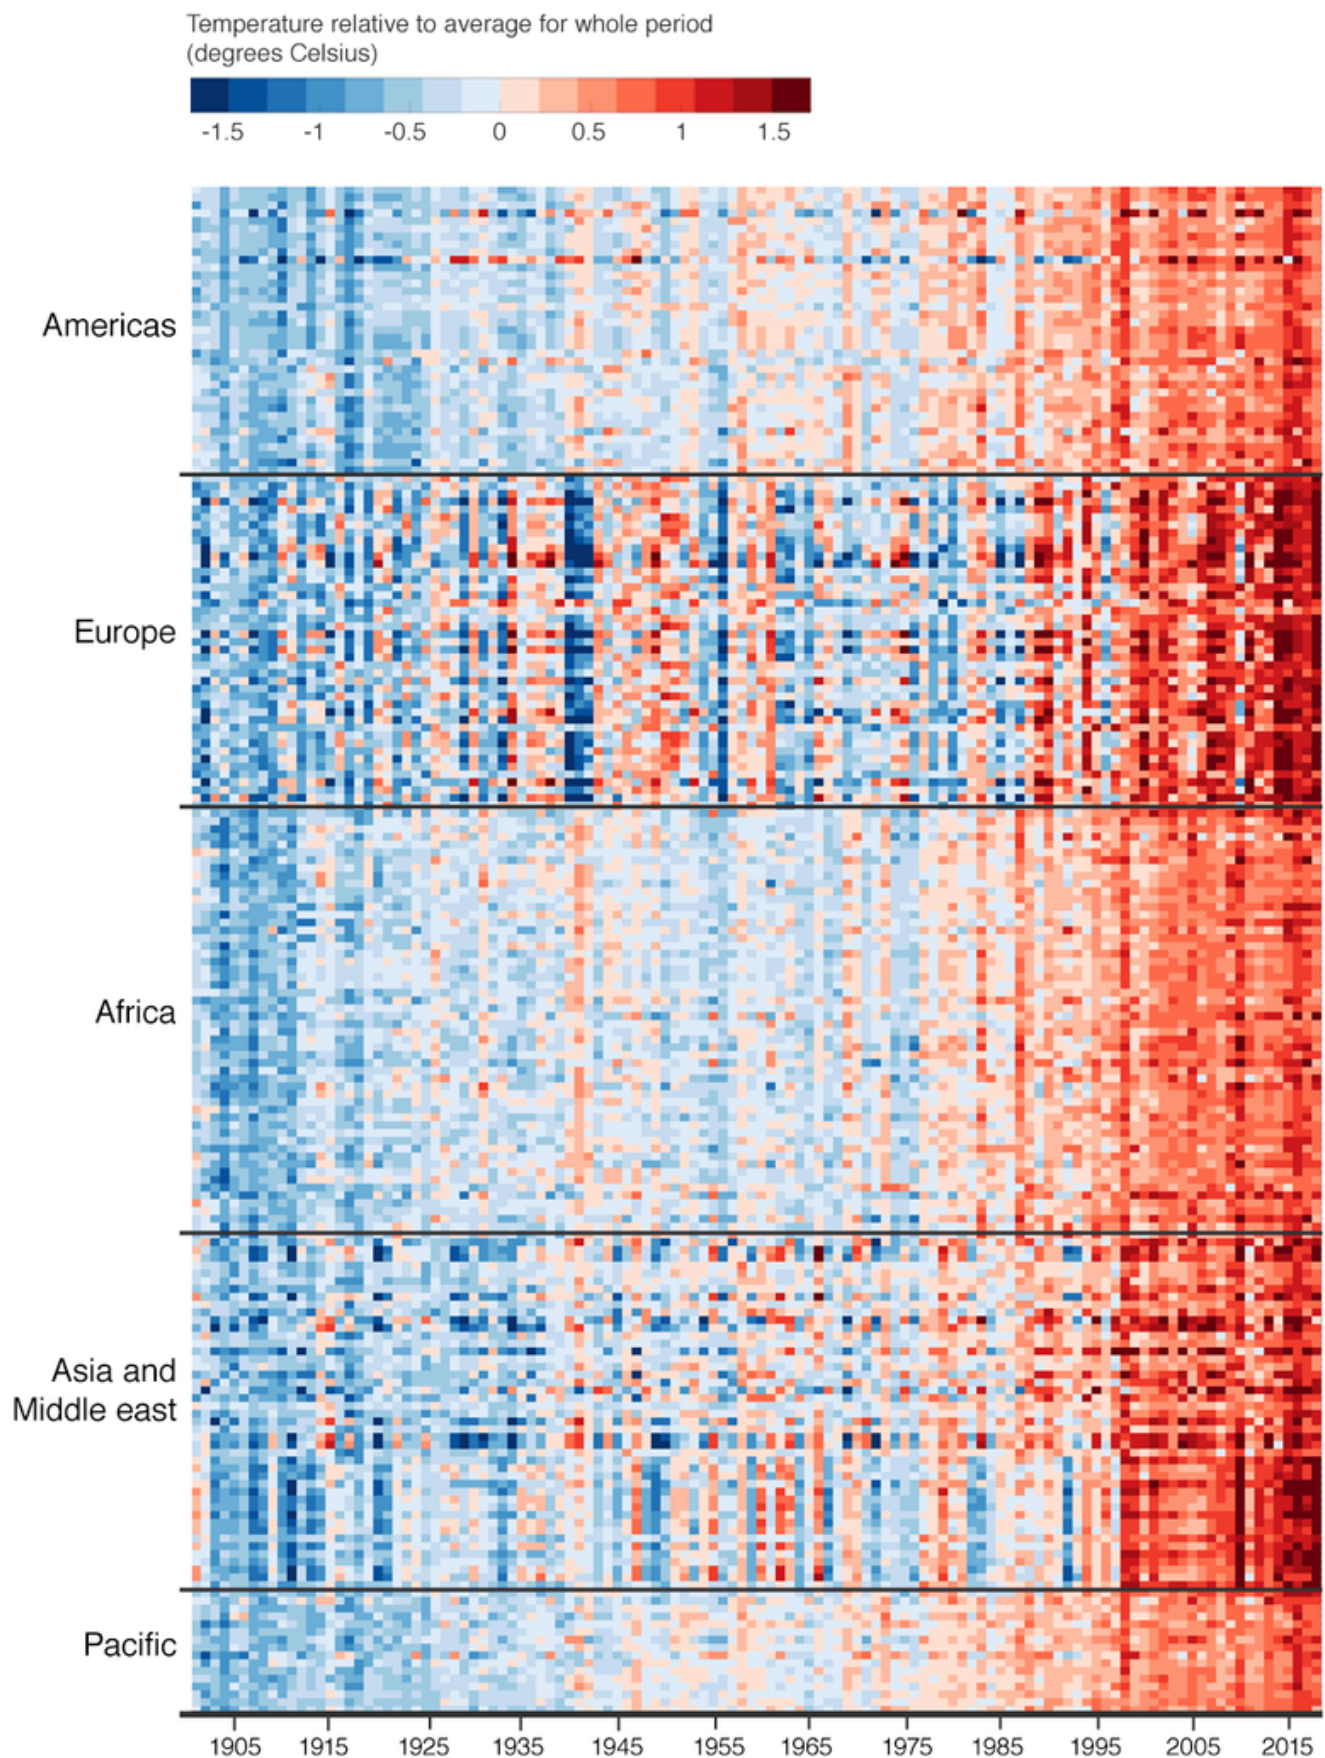 Temperature relative to average for whole period
(degrees Celsius)
-1.5 -1 -0.5 0 0.5 1 1.5
Americas
Europe
Africa
Asia and
Middle east
Pacific
1905 1915 1925 1935 1945 1955 1965 1975 1985 1995 2005 2015